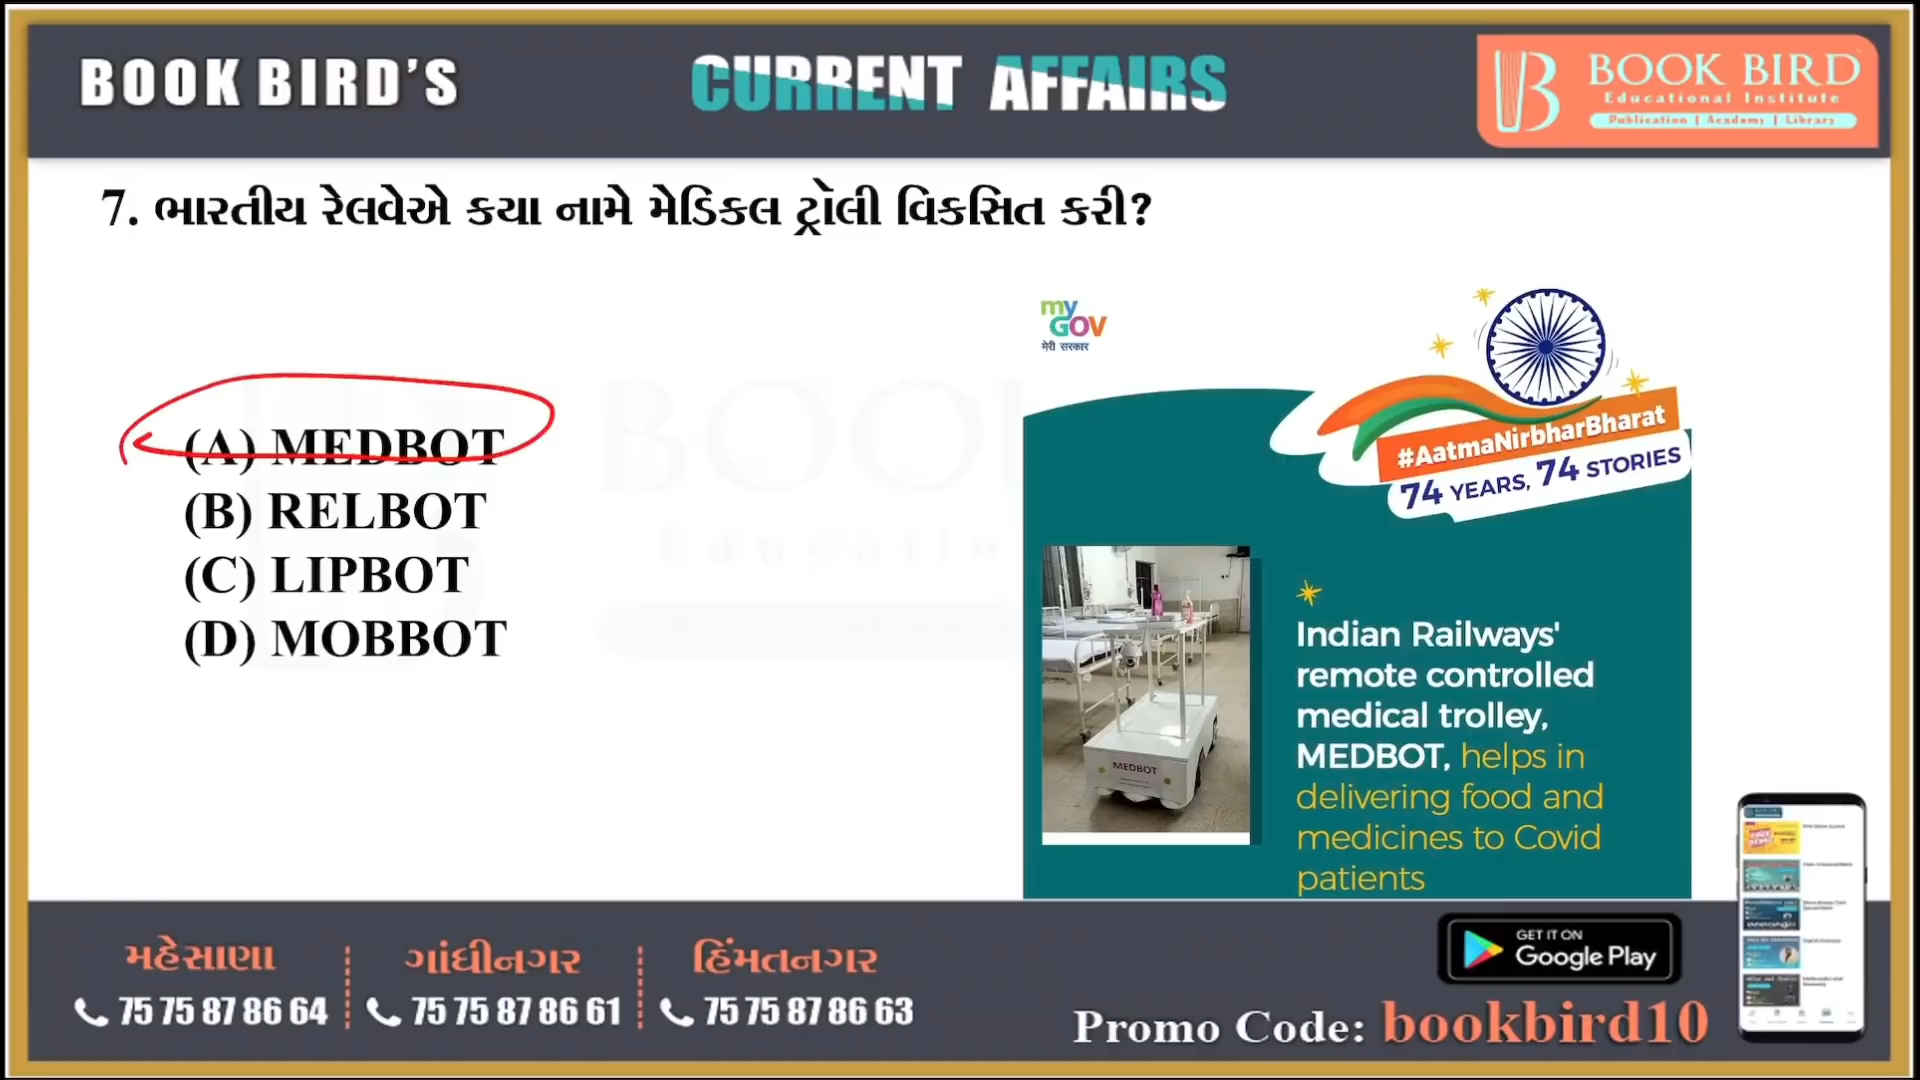 BOOK BIRD'S
CURRENT AFFAIRS
BOOK BIRD
Educational Institute
Publication | Academy | Library
7. ભારતીય રેલવેએ કયા નામે મેડિકલ ટ્રોલી વિકસિત કરી?
(A) MEDBOT
(B) RELBOT
(C) LIPBOT
(D) MOBBOT
my
GOV
मेरी सरकार
#AatmaNirbharBharat
74 YEARS, 74 STORIES
Indian Railways'
remote controlled
medical trolley,
MEDBOT, helps in
delivering food and
medicines to Covid
patients
MEDBOT
મહેસાણા
75 75 87 86 64
ગાંધીનગર
75 75 87 86 61
હિંમતનગર
75 75 87 86 63
GET IT ON
Google Play
Promo Code: bookbird10